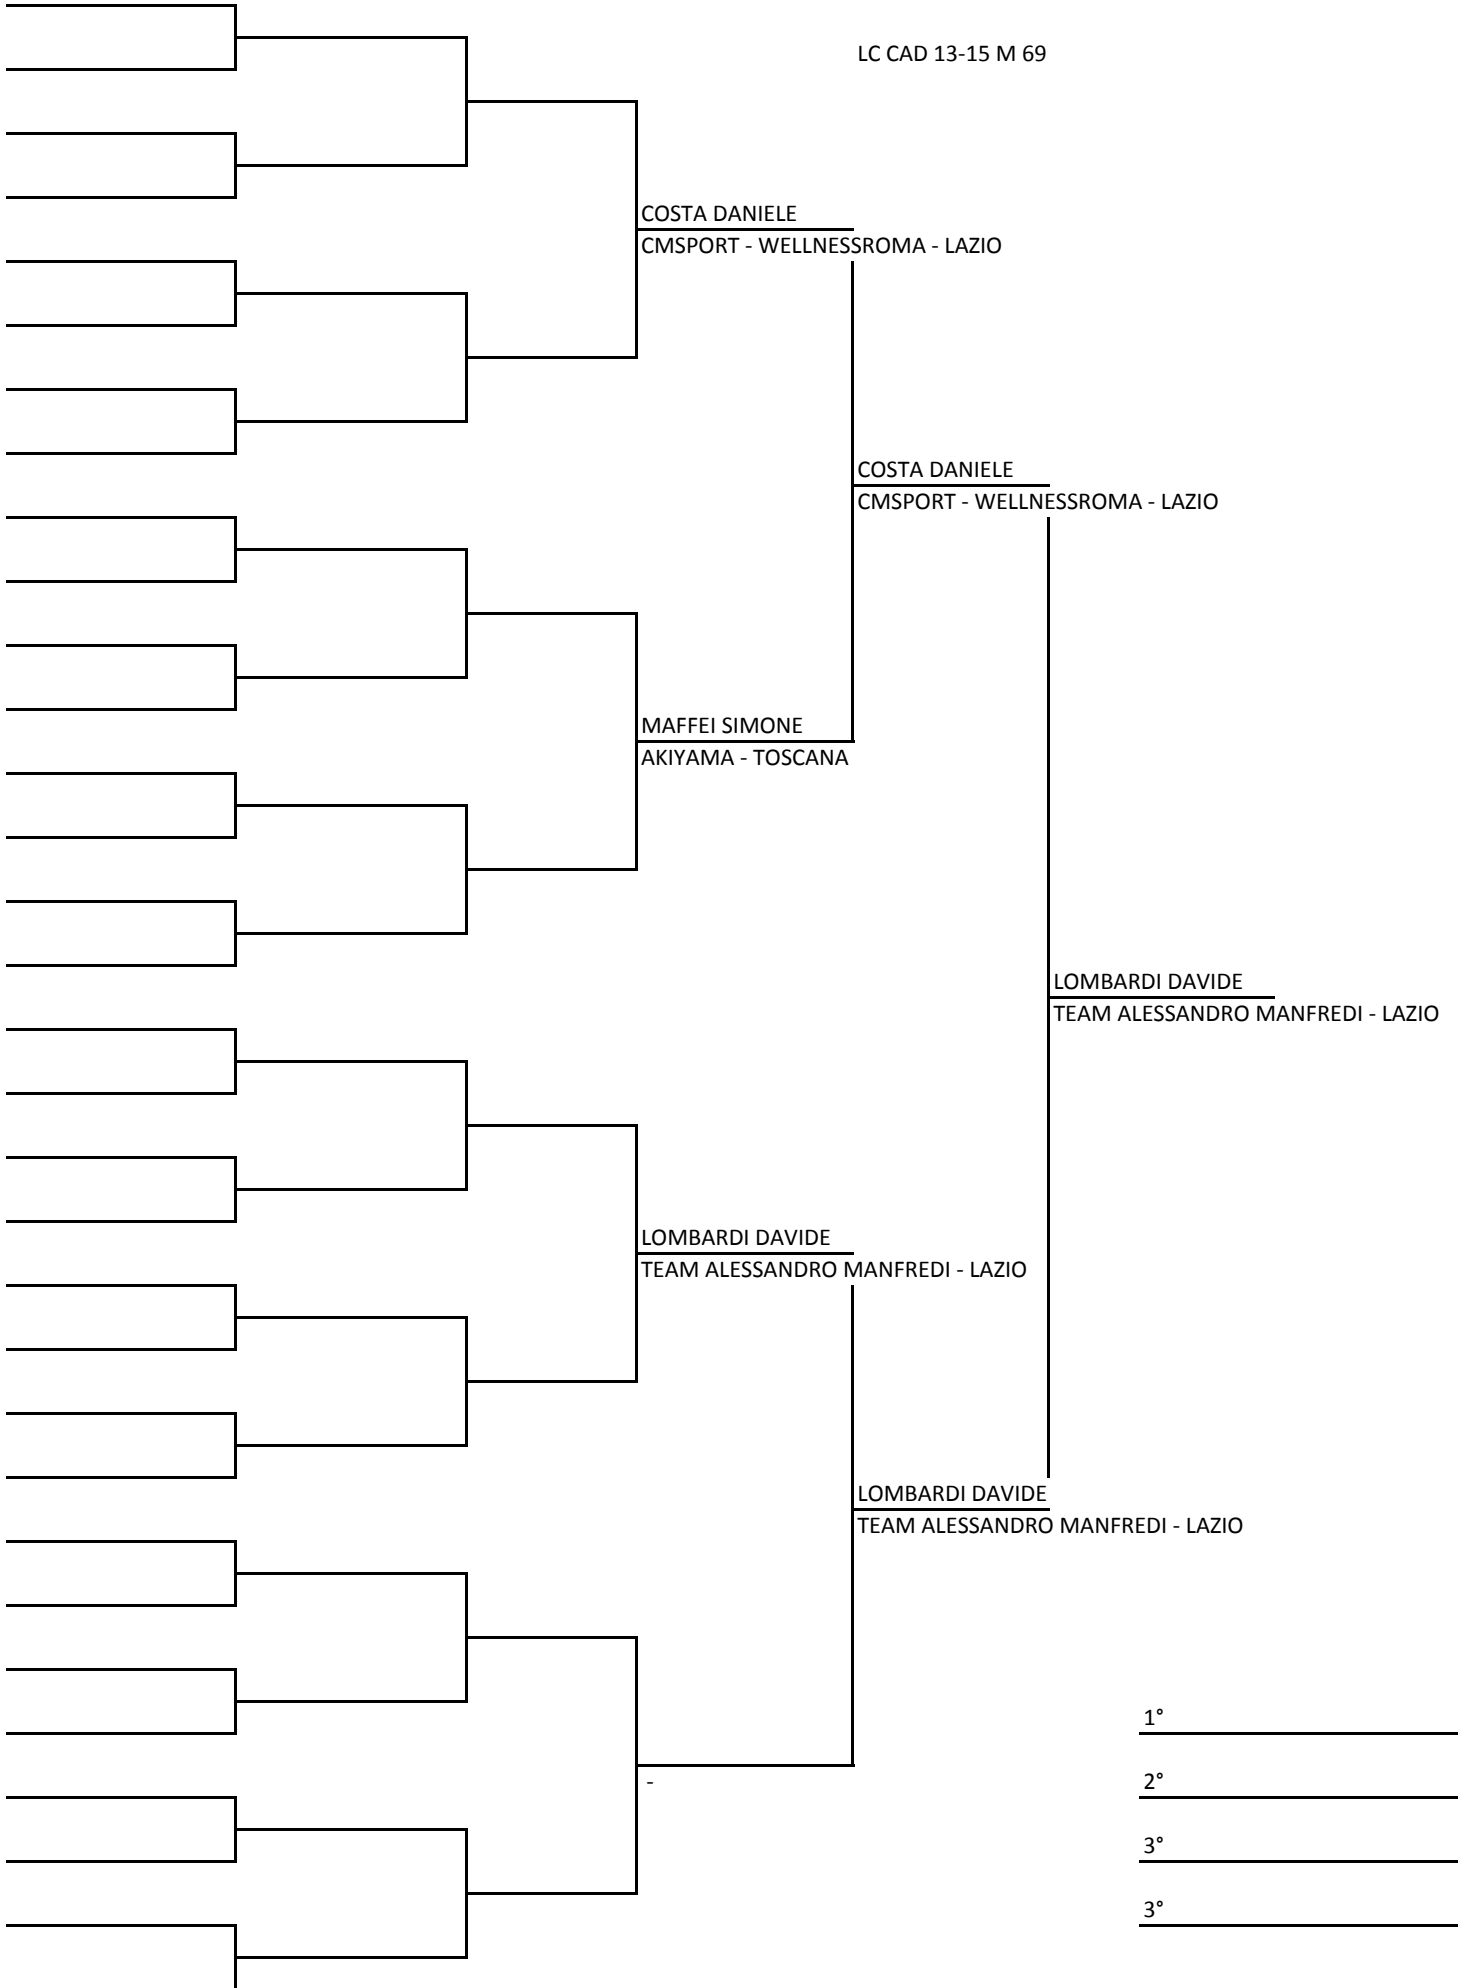 LC CAD 13-15 M 69
COSTA DANIELE
CMSPORT - WELLNESSROMA - LAZIO
COSTA DANIELE
CMSPORT - WELLNESSROMA - LAZIO
MAFFEI SIMONE
AKIYAMA - TOSCANA
LOMBARDI DAVIDE
TEAM ALESSANDRO MANFREDI - LAZIO
LOMBARDI DAVIDE
TEAM ALESSANDRO MANFREDI - LAZIO
LOMBARDI DAVIDE
TEAM ALESSANDRO MANFREDI - LAZIO
-
1°
2°
3°
3°